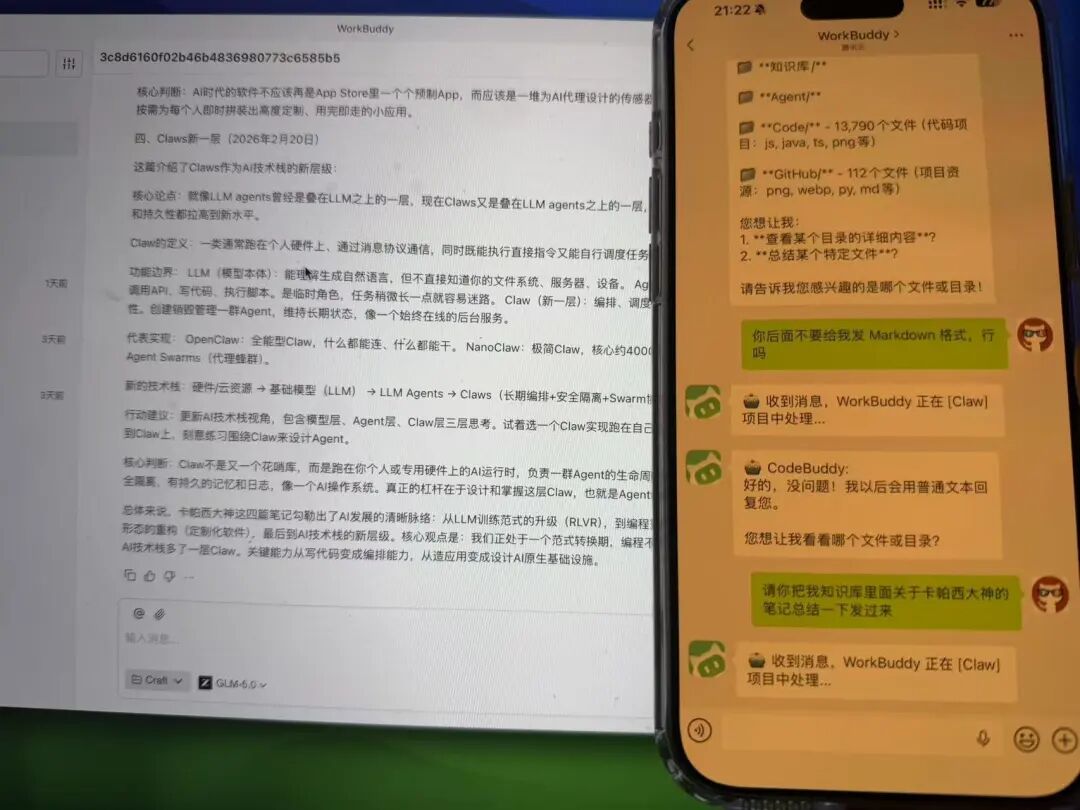 WorkBuddy
3c8d6160f02b46b4836980773c6585b5
核心判断：AI时代的软件不应该再是App Store里一个个预制App，而应该是一堆为AI代理设计的传感器
按需为每个人即时拼装出高度定制、用完即走的小应用。
四、Claws新一层（2026年2月20日）
这篇介绍了Claws作为AI技术栈的新层级：
核心论点：就像LLM agents曾经是叠在LLM之上的一层，现在Claws又是叠在LLM agents之上的一层，
和持久性都拉高到新水平。
Claw的定义：一类通常跑在个人硬件上、通过消息协议通信，同时既能执行直接指令又能自行调度任务
功能边界： LLM（模型本体）：能理解生成自然语言，但不直接知道你的文件系统、服务器、设备。 Ag
调用API、写代码、执行脚本。是临时角色，任务稍微长一点就容易迷路。 Claw（新一层）：编排、调度
性。创建销毁管理一群Agent，维持长期状态，像一个始终在线的后台服务。
代表实现： OpenClaw：全能型Claw，什么都能连、什么都能干。 NanoClaw：极简Claw，核心约400
Agent Swarms（代理蜂群）。
新的技术栈：硬件/云资源 → 基础模型（LLM） → LLM Agents → Claws（长期编排+安全隔离+Swarm
行动建议：更新AI技术栈视角，包含模型层、Agent层、Claw层三层思考。试着选一个Claw实现跑在自己
到Claw上，刻意练习围绕Claw来设计Agent。
核心判断：Claw不是又一个花哨库，而是跑在你个人或专用硬件上的AI运行时，负责一群Agent的生命周
全隔离、有持久的记忆和日志，像一个AI操作系统。真正的杠杆在于设计和掌握这层Claw，也就是Agent
总体来说，卡帕西大神这四篇笔记勾勒出了AI发展的清晰脉络：从LLM训练范式的升级（RLVR），到编程
形态的重构（定制化软件），最后到AI技术栈的新层级。核心观点是：我们正处于一个范式转换期，编程不
AI技术栈多了一层Claw。关键能力从写代码变成编排能力，从造应用变成设计AI原生基础设施。
1天前
3天前
3天前
@
输入消息...
Craft
GLM-5.0
21:22
77
WorkBuddy
腾讯云
**知识库/**
**Agent/**
**Code/** - 13,790个文件（代码项
目：js, java, ts, png等）
**GitHub/** - 112个文件（项目资
源：png, webp, py, md等）
您想让我：
1. **查看某个目录的详细内容**?
2. **总结某个特定文件**?
请告诉我您感兴趣的是哪个文件或目录！
你后面不要给我发 Markdown 格式，行
吗
收到消息，WorkBuddy 正在 [Claw]
项目中处理...
CodeBuddy:
好的，没问题！我以后会用普通文本回
复您。
您想让我看看哪个文件或目录？
请你把我知识库里面关于卡帕西大神的
笔记总结一下发过来
收到消息，WorkBuddy 正在 [Claw]
项目中处理...